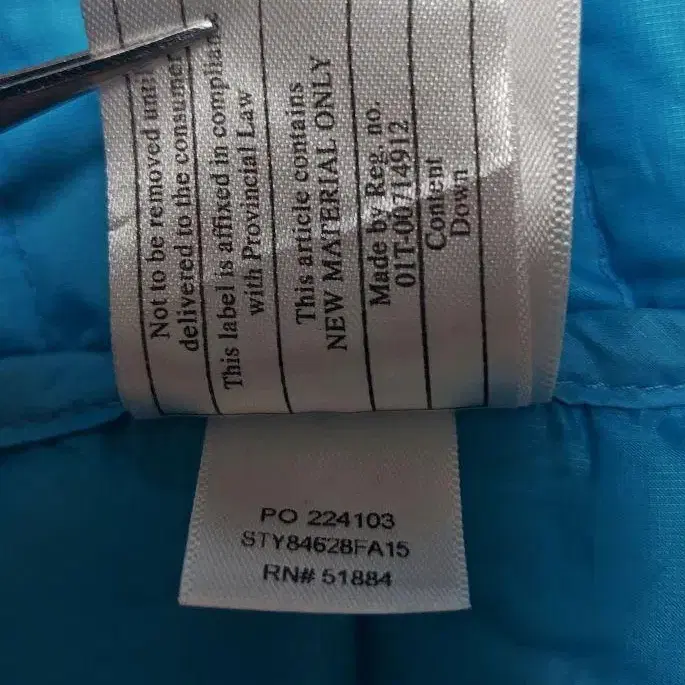 Not to be removed until
delivered to the consumer
This label is affixed in compliance
with Provincial Law
This article contains
NEW MATERIAL ONLY
Made by Reg. no.
01T-00714912
Content
Down
PO 224103
STY84628FA15
RN# 51884